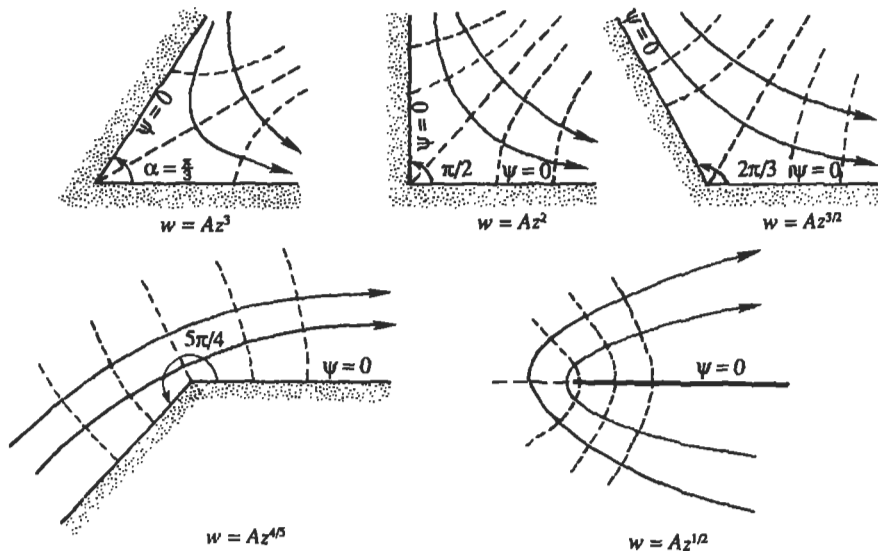 ψ = 0
α = π/3
w = Az³
ψ = 0
π/2
ψ = 0
w = Az²
ψ = 0
2π/3
ψ = 0
w = Az^{3/2}
5π/4
ψ = 0
w = Az^{4/5}
ψ = 0
w = Az^{1/2}